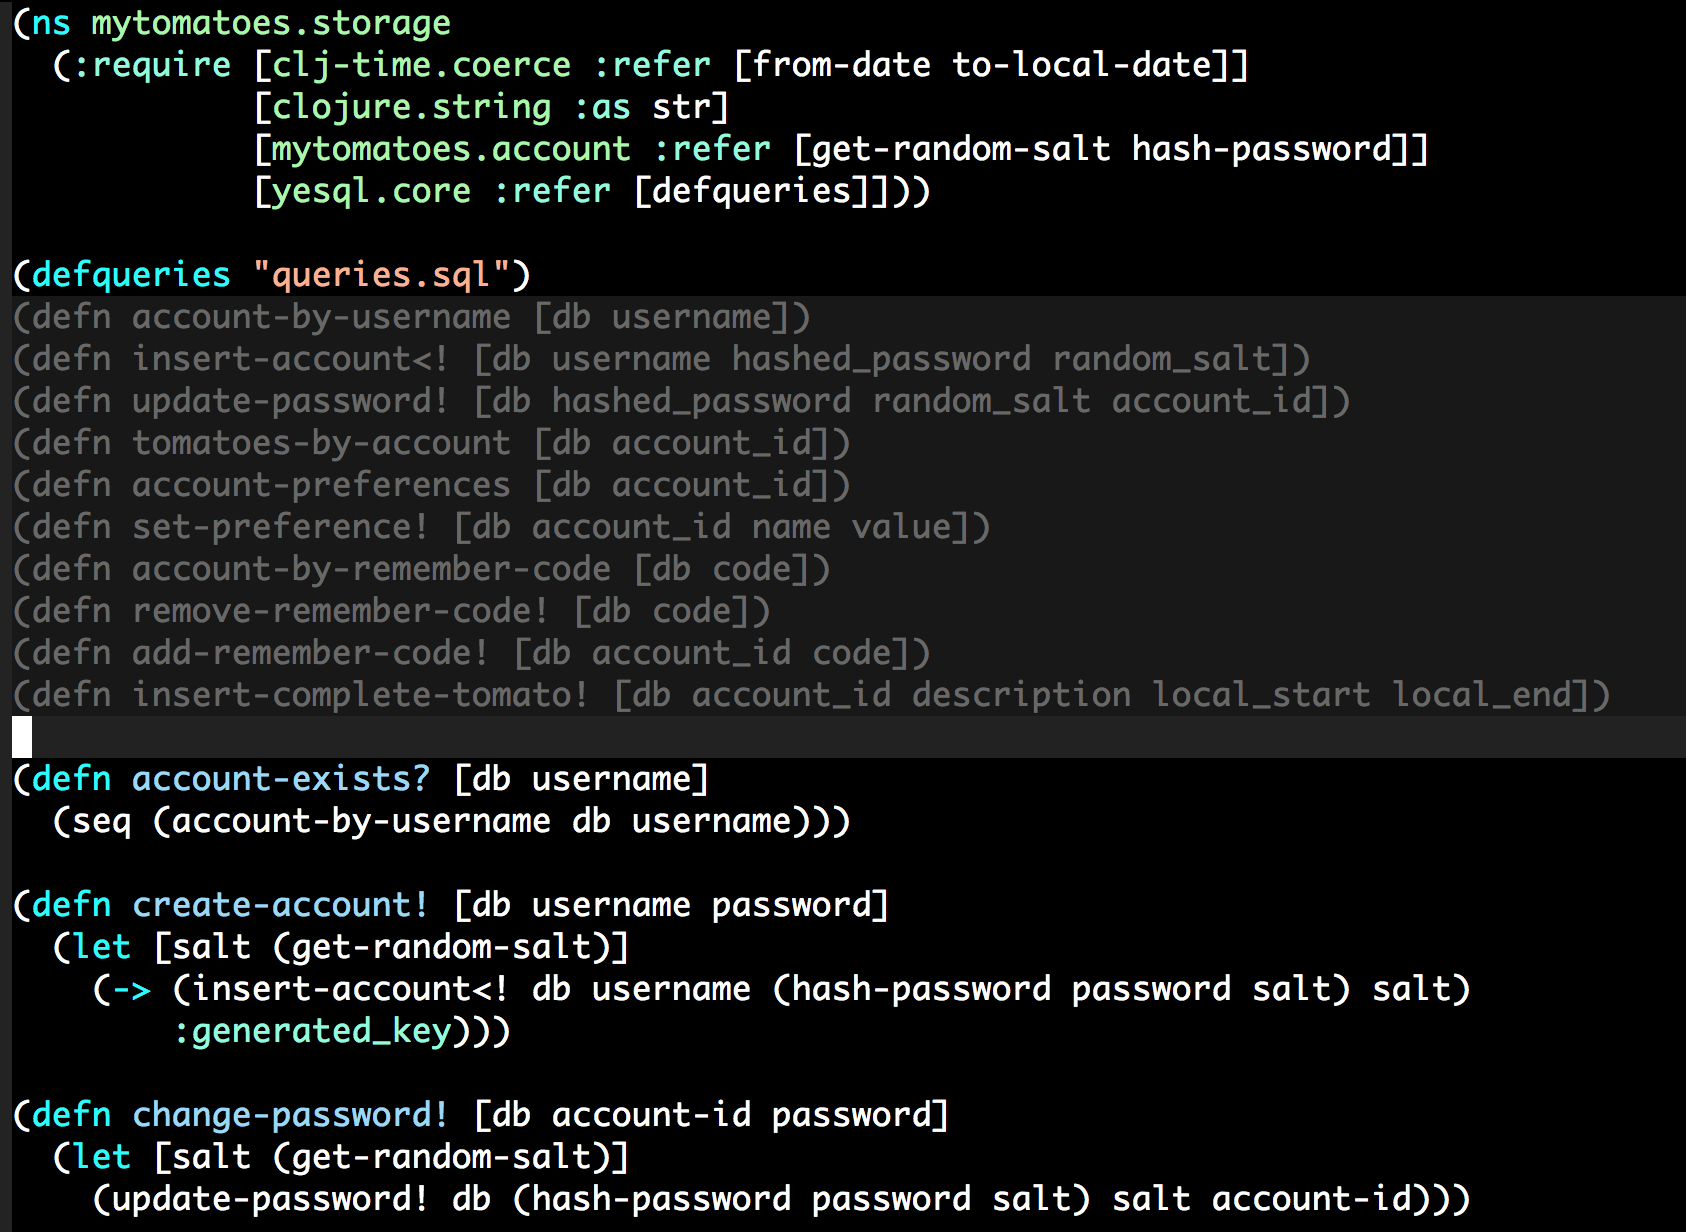 (ns mytomatoes.storage
  (:require [clj-time.coerce :refer [from-date to-local-date]]
            [clojure.string :as str]
            [mytomatoes.account :refer [get-random-salt hash-password]]
            [yesql.core :refer [defqueries]]))

(defqueries "queries.sql")
(defn account-by-username [db username])
(defn insert-account<! [db username hashed_password random_salt])
(defn update-password! [db hashed_password random_salt account_id])
(defn tomatoes-by-account [db account_id])
(defn account-preferences [db account_id])
(defn set-preference! [db account_id name value])
(defn account-by-remember-code [db code])
(defn remove-remember-code! [db code])
(defn add-remember-code! [db account_id code])
(defn insert-complete-tomato! [db account_id description local_start local_end])

(defn account-exists? [db username]
  (seq (account-by-username db username)))

(defn create-account! [db username password]
  (let [salt (get-random-salt)]
    (-> (insert-account<! db username (hash-password password salt) salt)
        :generated_key)))

(defn change-password! [db account-id password]
  (let [salt (get-random-salt)]
    (update-password! db (hash-password password salt) salt account-id)))